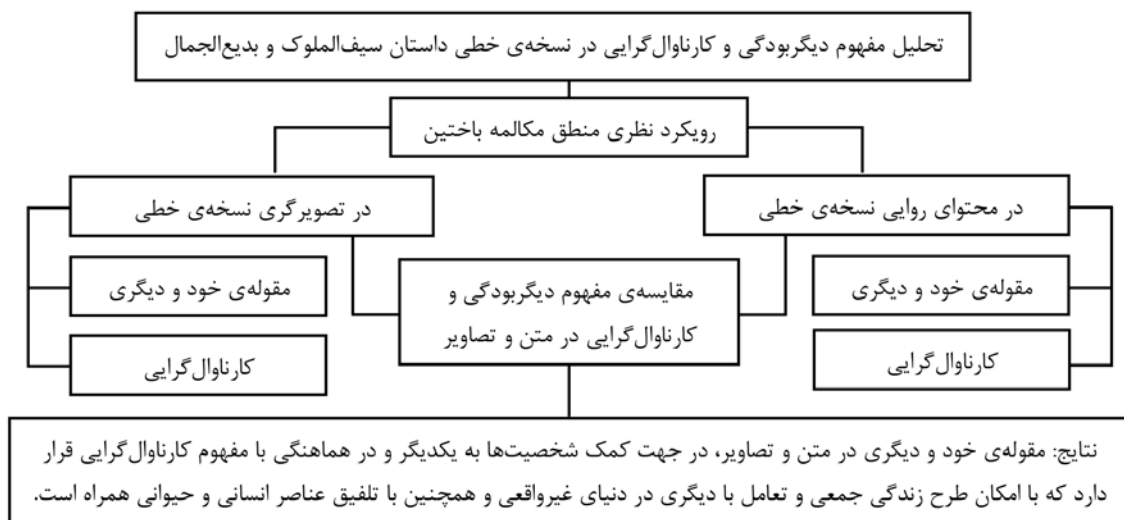 تحلیل مفهوم دیگربودگی و کارناوال‌گرایی در نسخه‌ی خطی داستان سیف‌الملوک و بدیع‌الجمال
رویکرد نظری منطق مکالمه باختین
در محتوای روایی نسخه‌ی خطی
در تصویرگری نسخه‌ی خطی
مقوله‌ی خود و دیگری
کارناوال‌گرایی
مقایسه‌ی مفهوم دیگربودگی و
کارناوال‌گرایی در متن و تصاویر
مقوله‌ی خود و دیگری
کارناوال‌گرایی
نتایج: مقوله‌ی خود و دیگری در متن و تصاویر، در جهت کمک شخصیت‌ها به یکدیگر و در هماهنگی با مفهوم کارناوال‌گرایی قرار
دارد که با امکان طرح زندگی جمعی و تعامل با دیگری در دنیای غیرواقعی و همچنین با تلفیق عناصر انسانی و حیوانی همراه است.